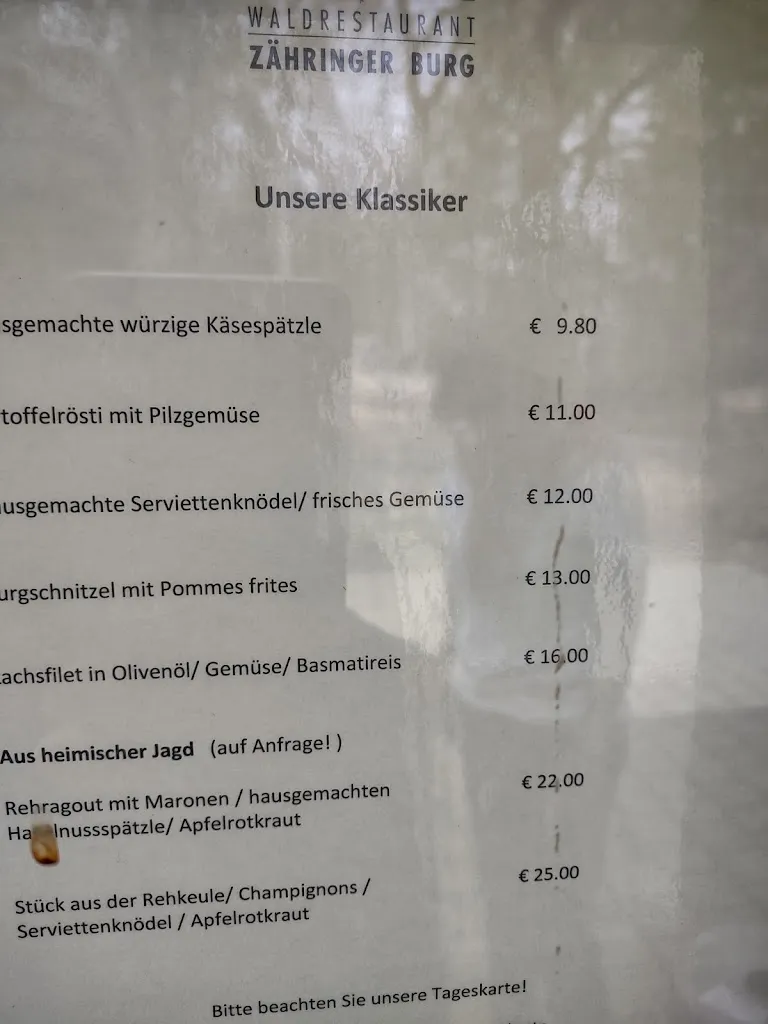 WALDRESTAURANT
ZÄHRINGER BURG
Unsere Klassiker
sgemachte würzige Käsespätzle € 9.80
toffelrösti mit Pilzgemüse € 11.00
usgemachte Serviettenknödel/ frisches Gemüse € 12.00
urgschnitzel mit Pommes frites € 13.00
achsfilet in Olivenöl/ Gemüse/ Basmatireis € 16.00
Aus heimischer Jagd (auf Anfrage! )
Rehragout mit Maronen / hausgemachten € 22.00
Ha lnussspätzle/ Apfelrotkraut
Stück aus der Rehkeule/ Champignons / € 25.00
Serviettenknödel / Apfelrotkraut
Bitte beachten Sie unsere Tageskarte!